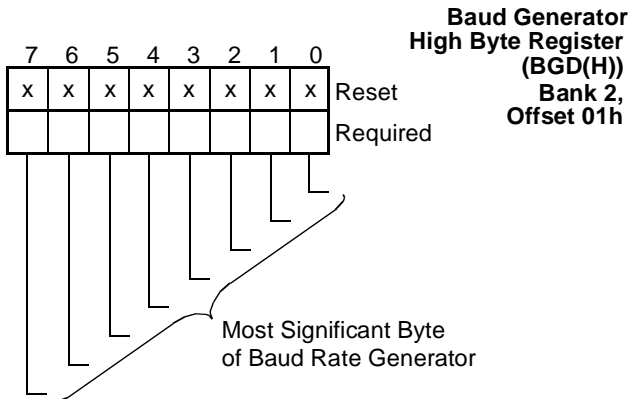 Baud Generator
High Byte Register
(BGD(H))
Bank 2,
Offset 01h
7 6 5 4 3 2 1 0
x x x x x x x x Reset
Required
Most Significant Byte
of Baud Rate Generator